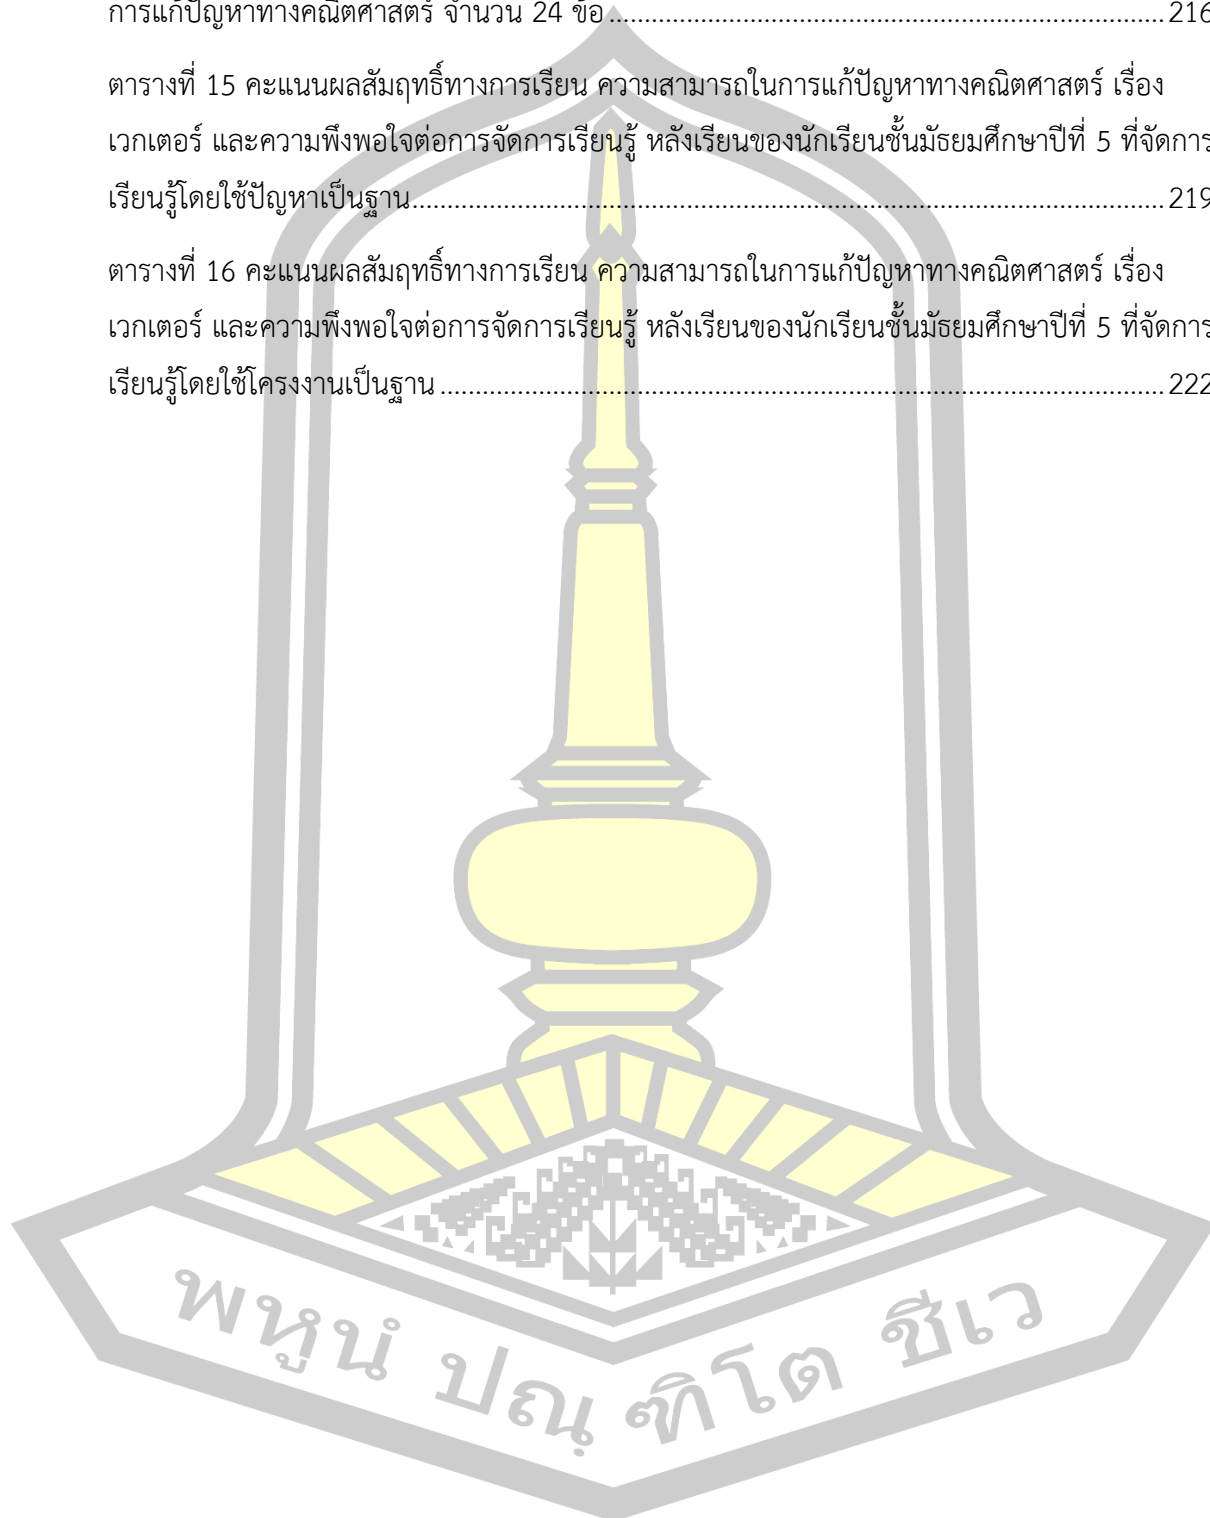 การแก้ปัญหาทางคณิตศาสตร์ จำนวน 24 ข้อ ........................................................................ 216
ตารางที่ 15 คะแนนผลสัมฤทธิ์ทางการเรียน ความสามารถในการแก้ปัญหาทางคณิตศาสตร์ เรื่อง
เวกเตอร์ และความพึงพอใจต่อการจัดการเรียนรู้ หลังเรียนของนักเรียนชั้นมัธยมศึกษาปีที่ 5 ที่จัดการ
เรียนรู้โดยใช้ปัญหาเป็นฐาน ........................................................................ 219
ตารางที่ 16 คะแนนผลสัมฤทธิ์ทางการเรียน ความสามารถในการแก้ปัญหาทางคณิตศาสตร์ เรื่อง
เวกเตอร์ และความพึงพอใจต่อการจัดการเรียนรู้ หลังเรียนของนักเรียนชั้นมัธยมศึกษาปีที่ 5 ที่จัดการ
เรียนรู้โดยใช้โครงงานเป็นฐาน ........................................................................ 222
พหูนํ ปณฺฑิโต ชีเว